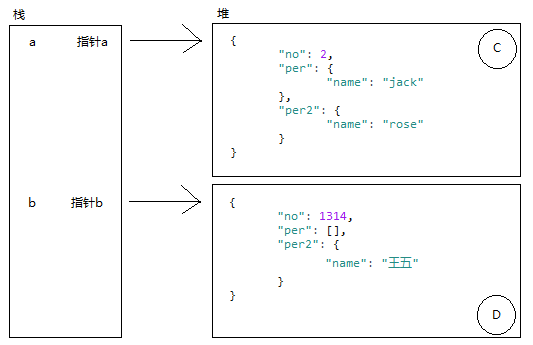 栈
堆
a 指针a
{
"no": 2,
"per": {
"name": "jack"
},
"per2": {
"name": "rose"
}
}
C
b 指针b
{
"no": 1314,
"per": [],
"per2": {
"name": "王五"
}
}
D